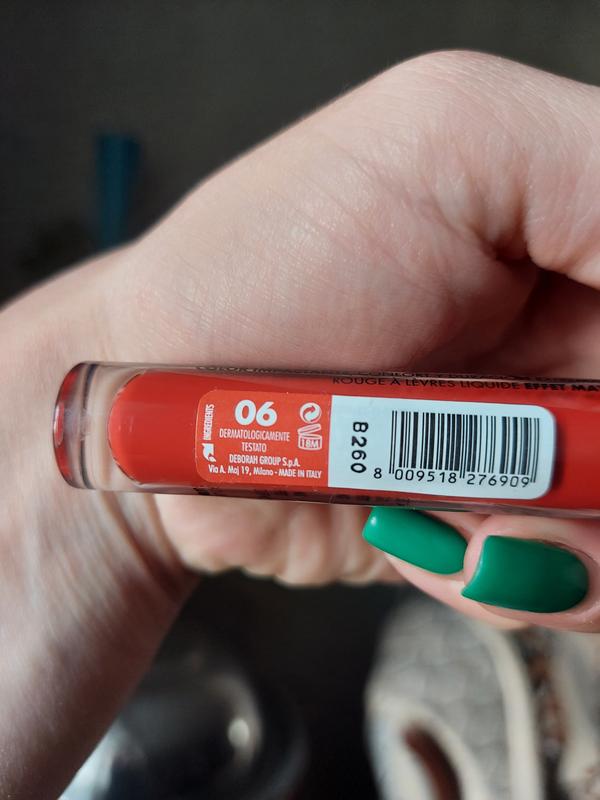 ROUGE À LÈVRES LIQUIDE EFFET MA
INGREDIENTS
06
DERMATOLOGICAMENTE
TESTATO
DEBORAH GROUP S.p.A.
Via A. Moj 19, Milano - MADE IN ITALY
18M
B260
8 009518 276909